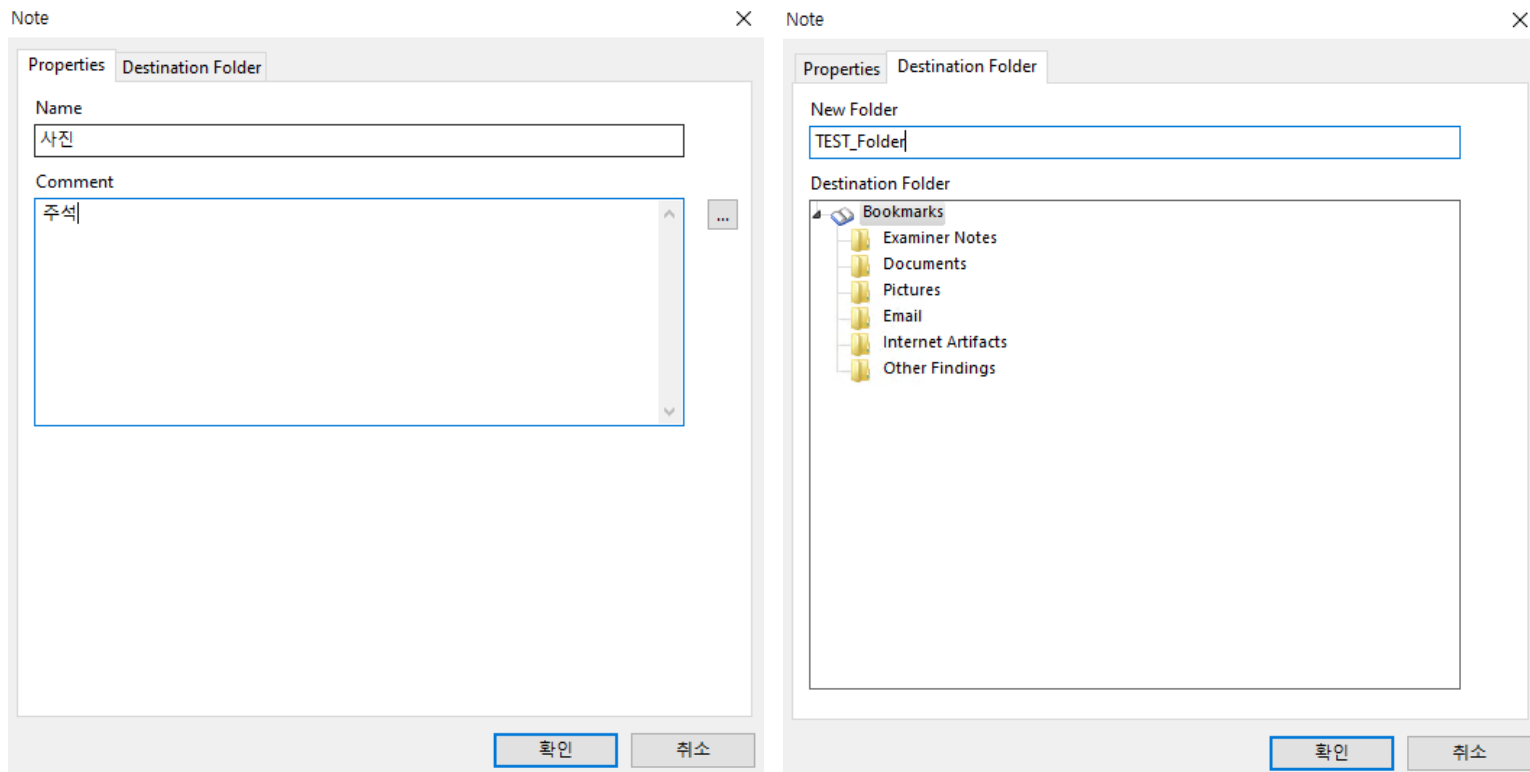 Note
Properties
Destination Folder
Name
사진
Comment
주석
...
확인
취소
Note
Properties
Destination Folder
New Folder
TEST_Folder
Destination Folder
Bookmarks
Examiner Notes
Documents
Pictures
Email
Internet Artifacts
Other Findings
확인
취소